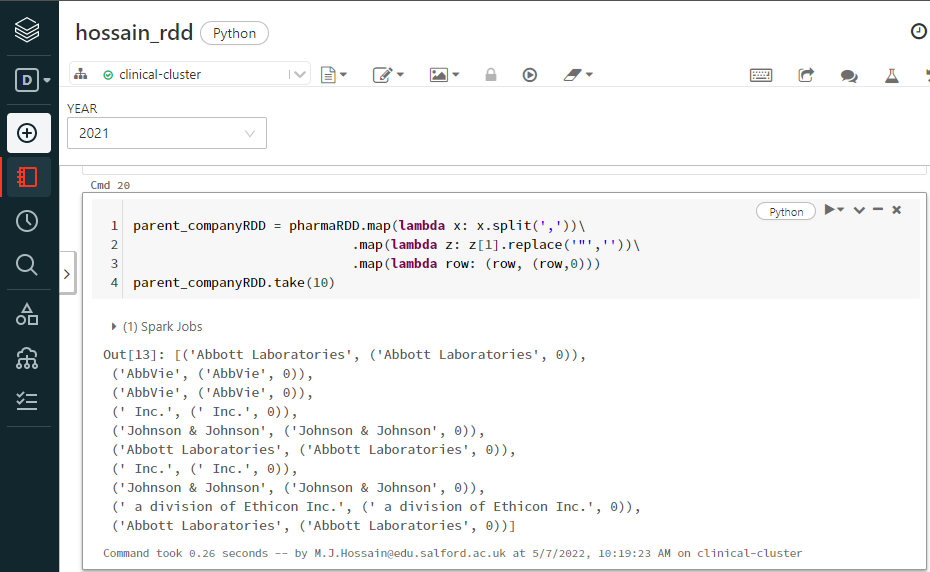 hossain_rdd Python
D clinical-cluster
YEAR
2021
Cmd 20
Python
1 parent_companyRDD = pharmaRDD.map(lambda x: x.split(','))\
2 .map(lambda z: z[1].replace('"',''))\
3 .map(lambda row: (row, (row,0)))
4 parent_companyRDD.take(10)
(1) Spark Jobs
Out[13]: [('Abbott Laboratories', ('Abbott Laboratories', 0)),
('AbbVie', ('AbbVie', 0)),
('AbbVie', ('AbbVie', 0)),
(' Inc.', (' Inc.', 0)),
('Johnson & Johnson', ('Johnson & Johnson', 0)),
('Abbott Laboratories', ('Abbott Laboratories', 0)),
(' Inc.', (' Inc.', 0)),
('Johnson & Johnson', ('Johnson & Johnson', 0)),
(' a division of Ethicon Inc.', (' a division of Ethicon Inc.', 0)),
('Abbott Laboratories', ('Abbott Laboratories', 0))]
Command took 0.26 seconds -- by M.J.Hossain@edu.salford.ac.uk at 5/7/2022, 10:19:23 AM on clinical-cluster